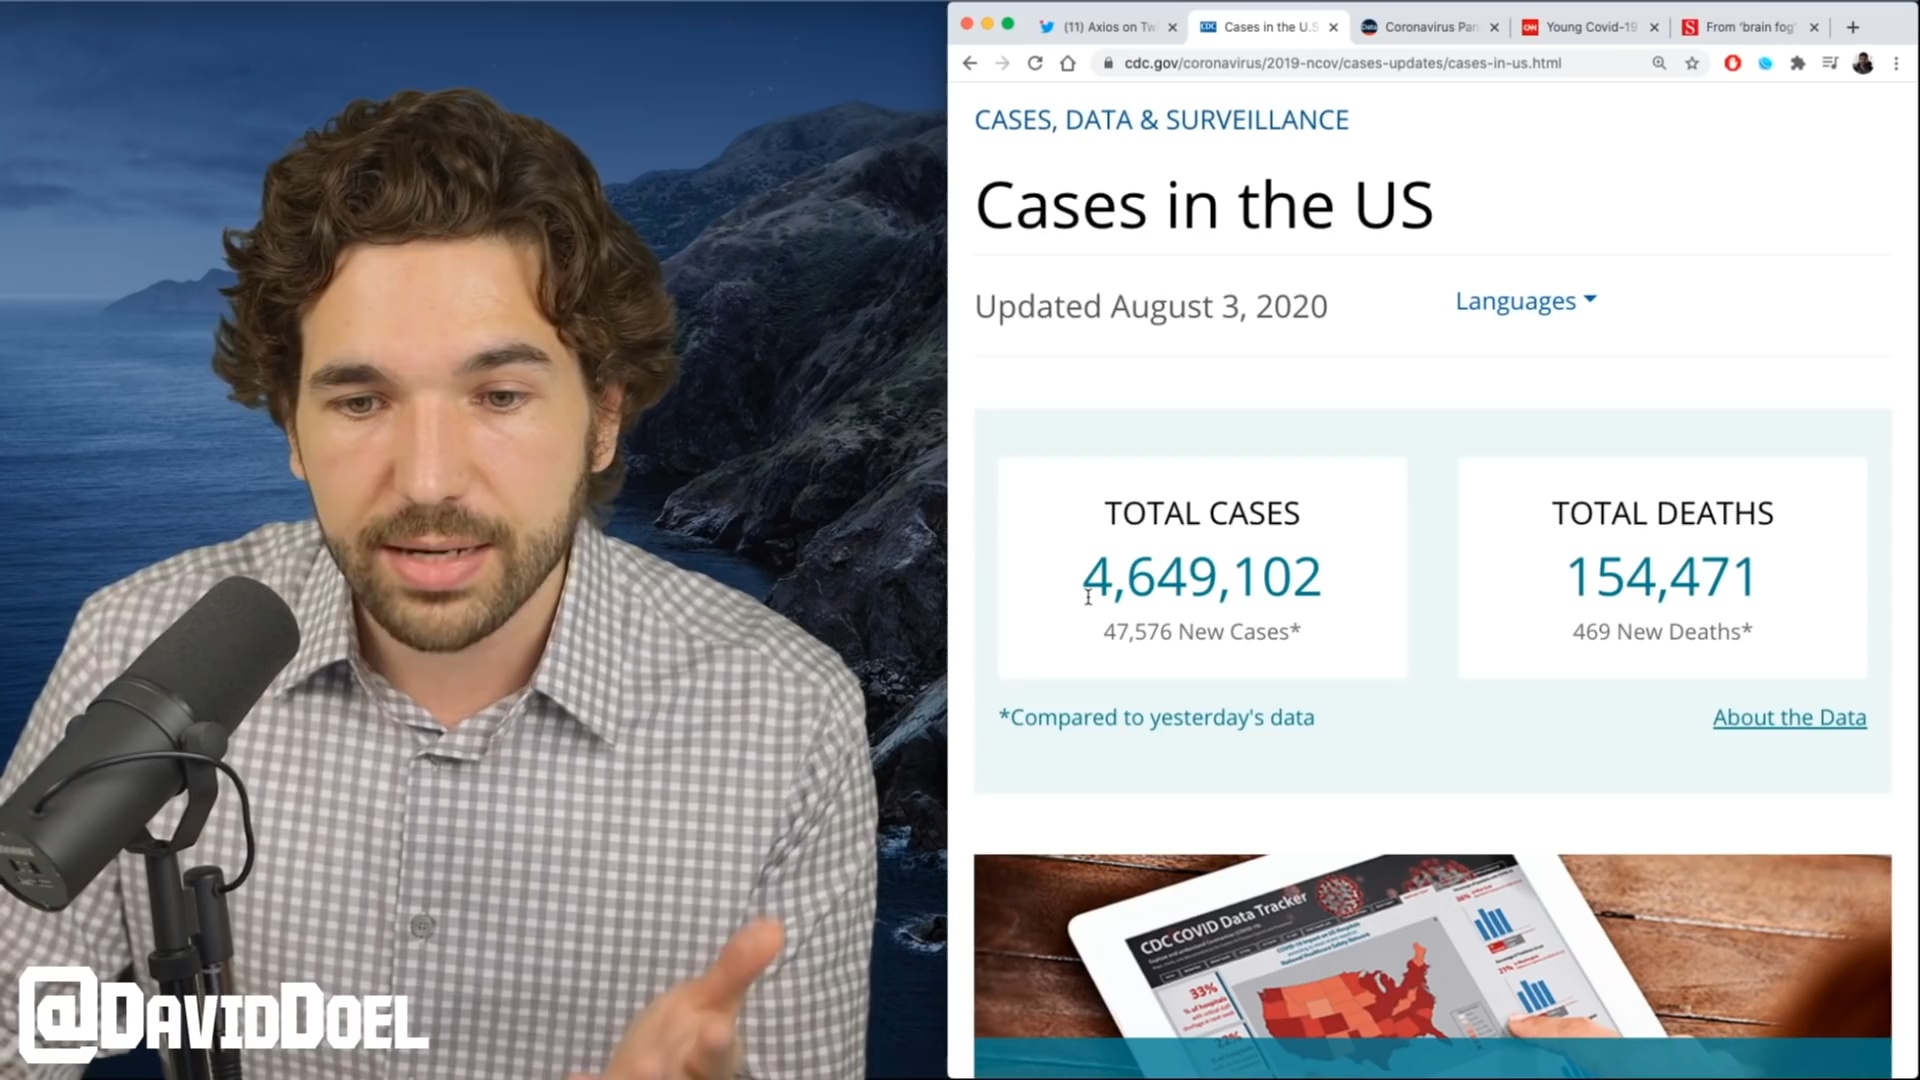 (11) Axios on Tw
Cases in the U.S
Coronavirus Pan
Young Covid-19
From 'brain fog'
cdc.gov/coronavirus/2019-ncov/cases-updates/cases-in-us.html
CASES, DATA & SURVEILLANCE
Cases in the US
Updated August 3, 2020
Languages
TOTAL CASES
4,649,102
47,576 New Cases*
TOTAL DEATHS
154,471
469 New Deaths*
*Compared to yesterday's data
About the Data
CDC COVID Data Tracker
33%
@DAVIDDOEL